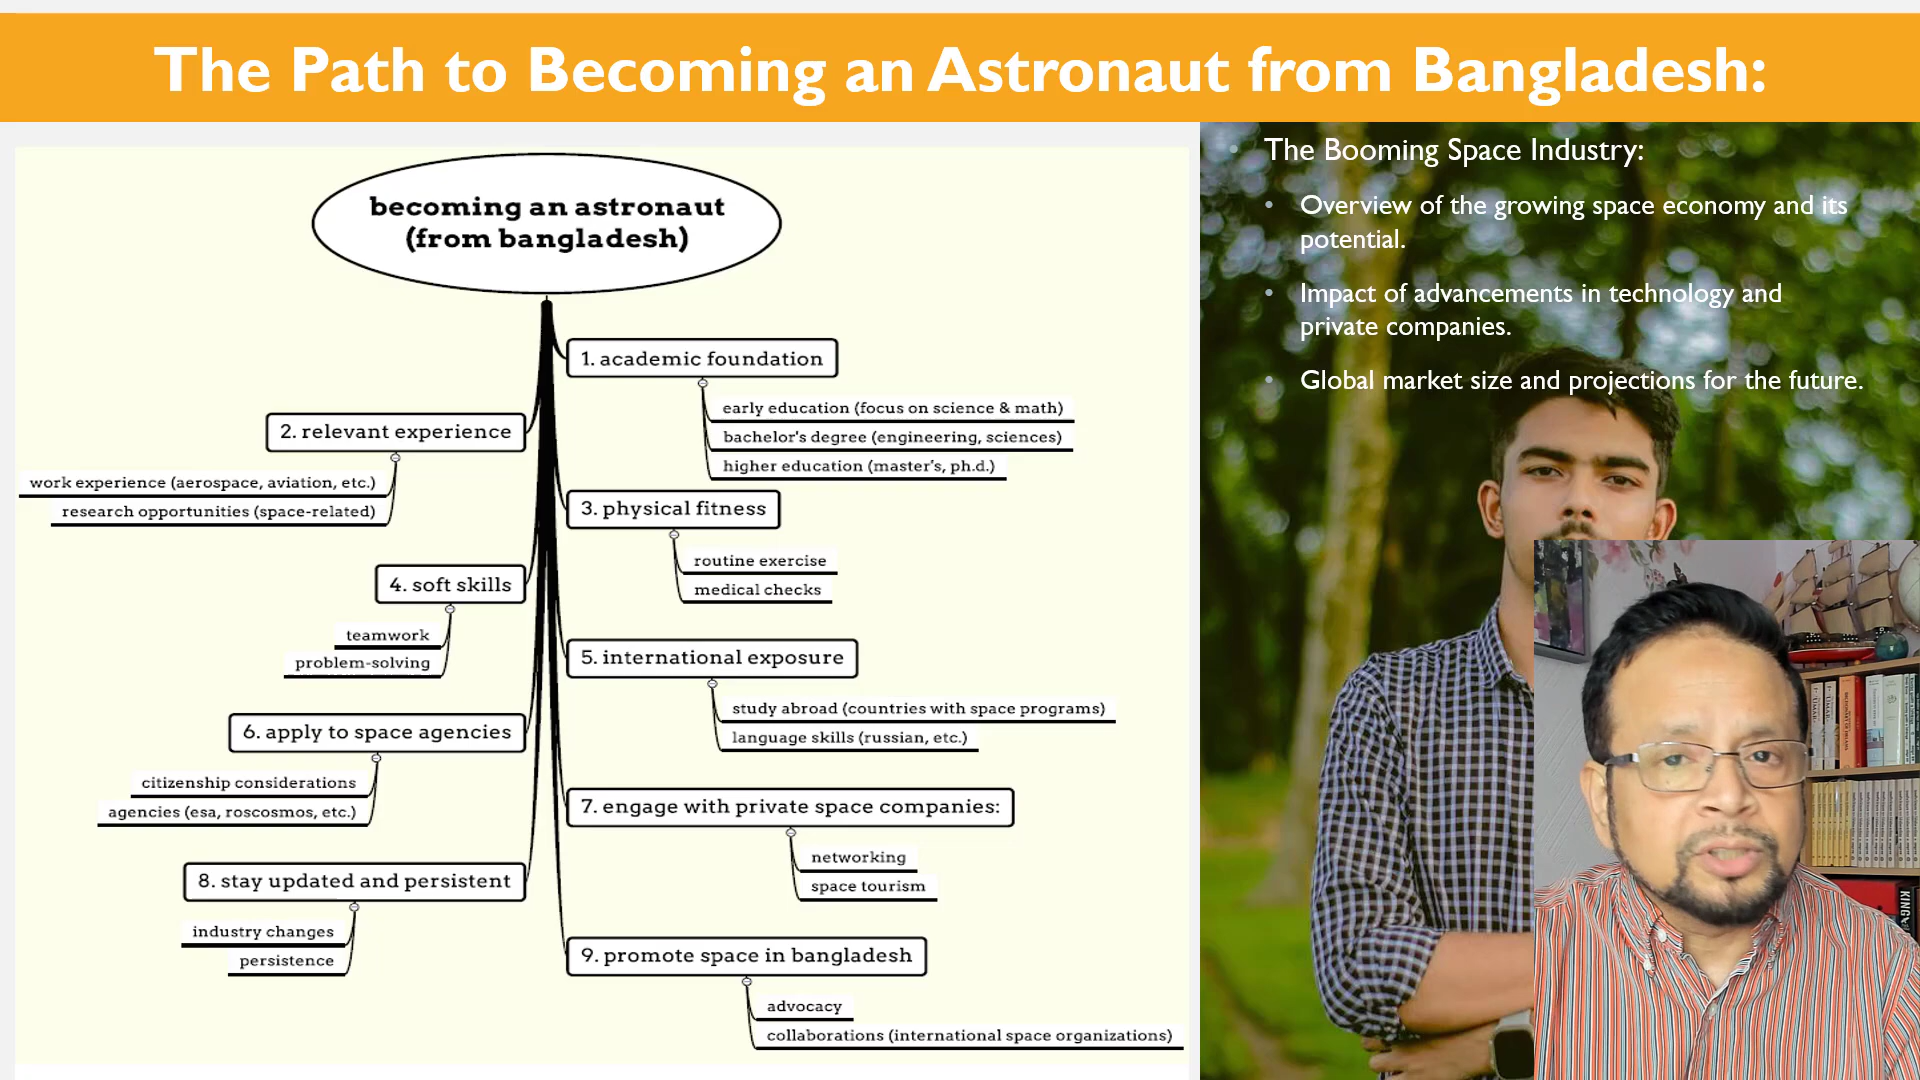 The Path to Becoming an Astronaut from Bangladesh:
becoming an astronaut
(from bangladesh)
1. academic foundation
early education (focus on science & math)
bachelor's degree (engineering, sciences)
higher education (master's, ph.d.)
2. relevant experience
work experience (aerospace, aviation, etc.)
research opportunities (space-related)
3. physical fitness
routine exercise
medical checks
4. soft skills
teamwork
problem-solving
5. international exposure
study abroad (countries with space programs)
language skills (russian, etc.)
6. apply to space agencies
citizenship considerations
agencies (esa, roscosmos, etc.)
7. engage with private space companies:
networking
space tourism
8. stay updated and persistent
industry changes
persistence
9. promote space in bangladesh
advocacy
collaborations (international space organizations)
• The Booming Space Industry:
• Overview of the growing space economy and its
potential.
• Impact of advancements in technology and
private companies.
• Global market size and projections for the future.